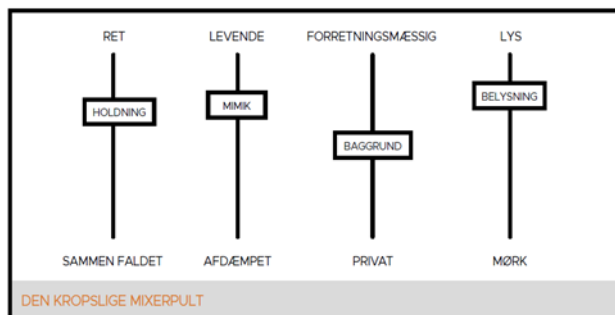 RET LEVENDE FORRETNINGSMÆSSIG LYS
BELYSNING
MIMIK
HOLDNING
BAGGRUND
SAMMEN FALDET AFDÆMPET PRIVAT MØRK
DEN KROPSLIGE MIXERPULT